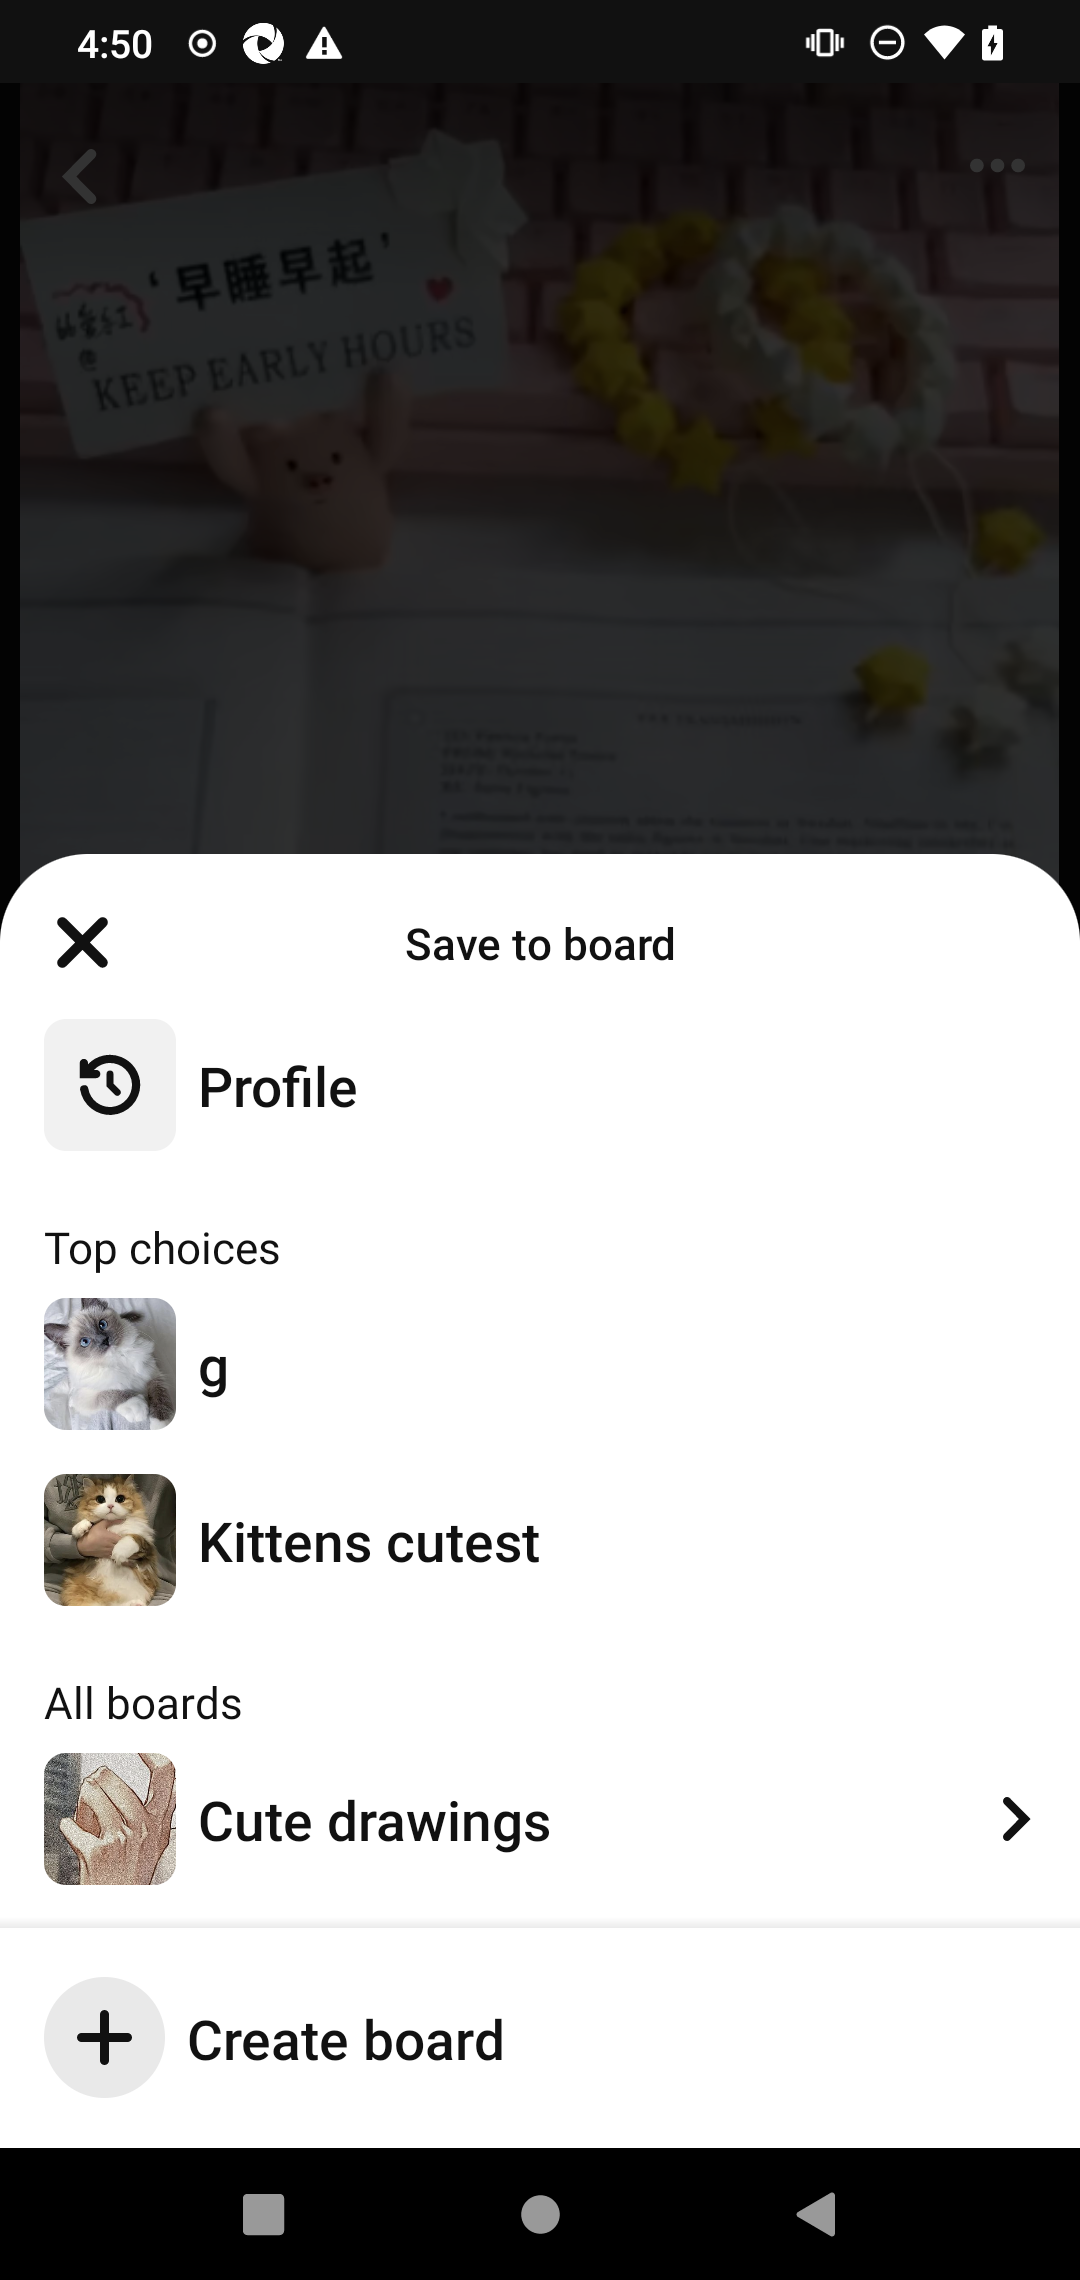 4:50
‘早睡早起’
KEEP EARLY HOURS
Save to board
Profile
Top choices
g
Kittens cutest
All boards
Cute drawings
Create board